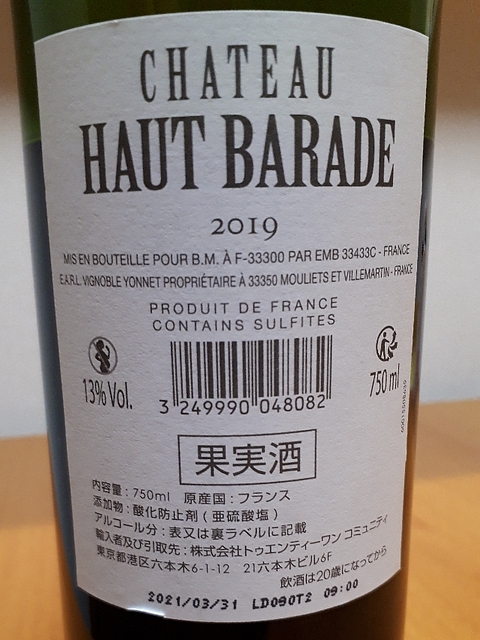 CHATEAU
HAUT BARADE
2019
MIS EN BOUTEILLE POUR B.M. À F-33300 PAR EMB 33433C - FRANCE
E.A.R.L. VIGNOBLE YONNET PROPRIÉTAIRE À 33350 MOULIETS ET VILLEMARTIN - FRANCE
PRODUIT DE FRANCE
CONTAINS SULFITES
13% Vol.
750 ml
3 249990 048082
果実酒
内容量:750ml 原産国:フランス
添加物:酸化防止剤(亜硫酸塩)
アルコール分:表又は裏ラベルに記載
輸入者及び引取先:株式会社トゥエンティーワン コミュニティ
東京都港区六本木6-1-12 21六本木ビル6F
飲酒は20歳になってから
2021/03/31 LD090T2 09:00